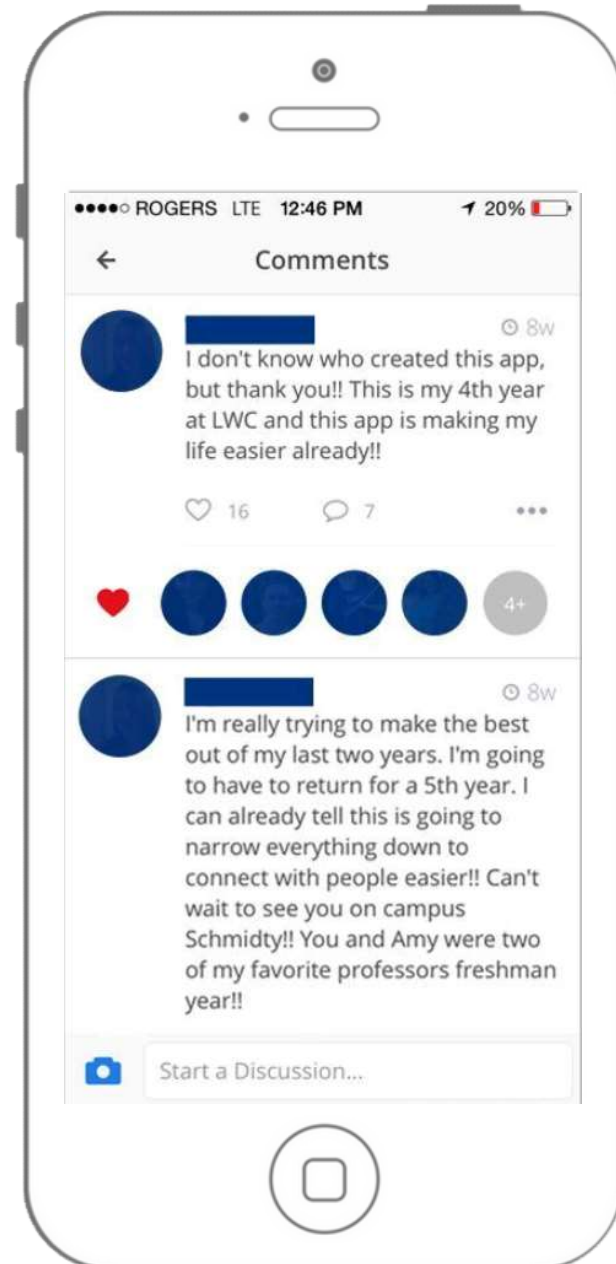 ROGERS LTE 12:46 PM 20%
Comments
8w
I don't know who created this app,
but thank you!! This is my 4th year
at LWC and this app is making my
life easier already!!
16 7
4+
8w
I'm really trying to make the best
out of my last two years. I'm going
to have to return for a 5th year. I
can already tell this is going to
narrow everything down to
connect with people easier!! Can't
wait to see you on campus
Schmidty!! You and Amy were two
of my favorite professors freshman
year!!
Start a Discussion...